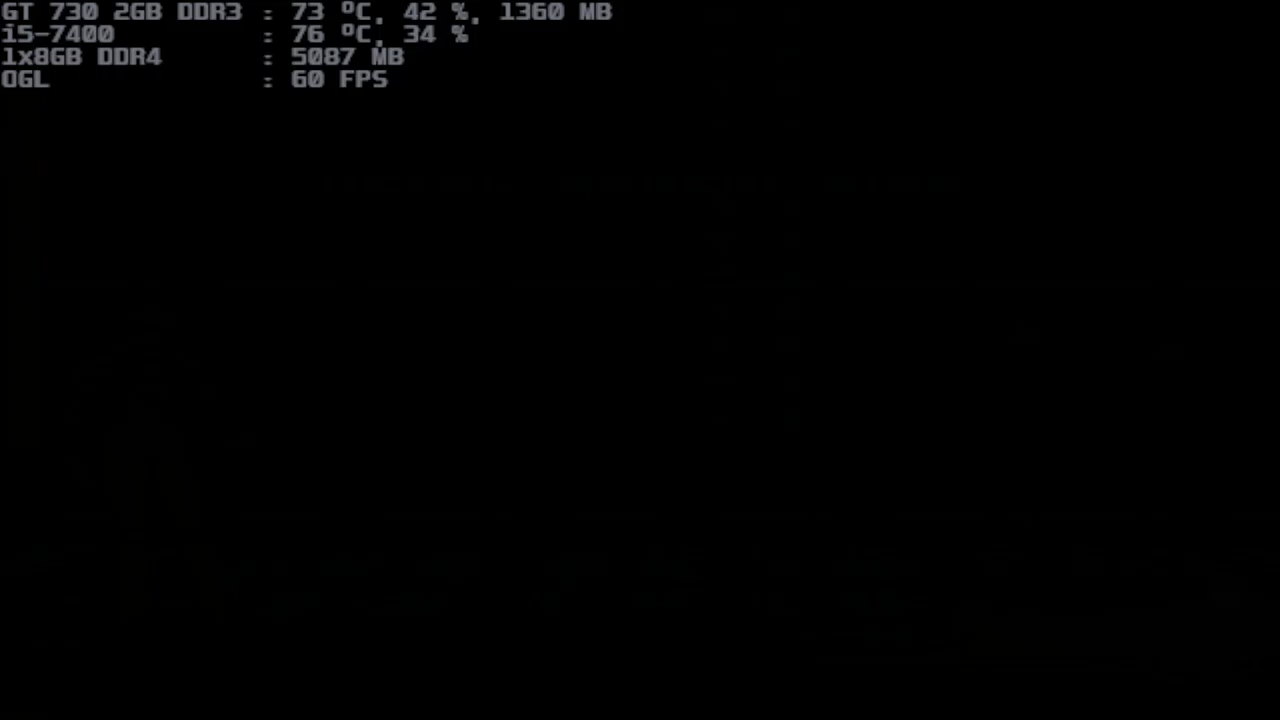 GT 730 2GB DDR3 : 73 ºC, 42 %, 1360 MB
i5-7400 : 76 ºC, 34 %
1x8GB DDR4 : 5087 MB
OGL : 60 FPS